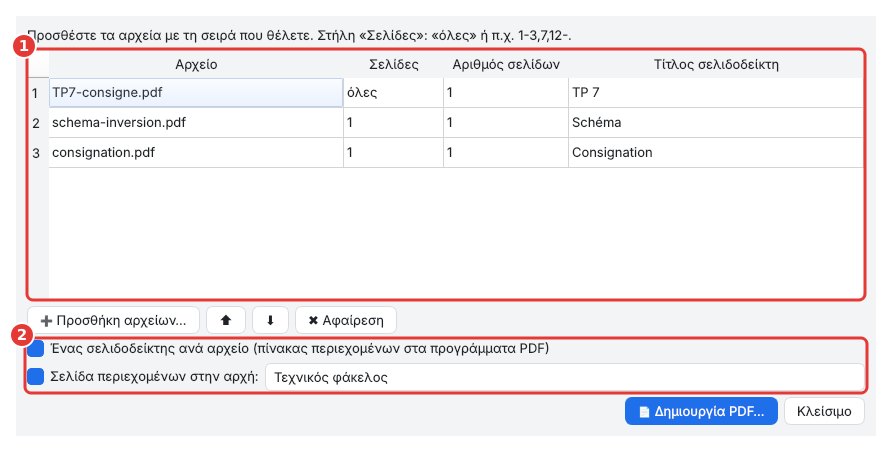 Προσθέστε τα αρχεία με τη σειρά που θέλετε. Στήλη «Σελίδες»: «όλες» ή π.χ. 1-3,7,12-.
1
Αρχείο Σελίδες Αριθμός σελίδων Τίτλος σελιδοδείκτη
1 TP7-consigne.pdf όλες 1 TP 7
2 schema-inversion.pdf 1 1 Schéma
3 consignation.pdf 1 1 Consignation
Προσθήκη αρχείων... Αφαίρεση
2
Ένας σελιδοδείκτης ανά αρχείο (πίνακας περιεχομένων στα προγράμματα PDF)
Σελίδα περιεχομένων στην αρχή: Τεχνικός φάκελος
Δημιουργία PDF... Κλείσιμο